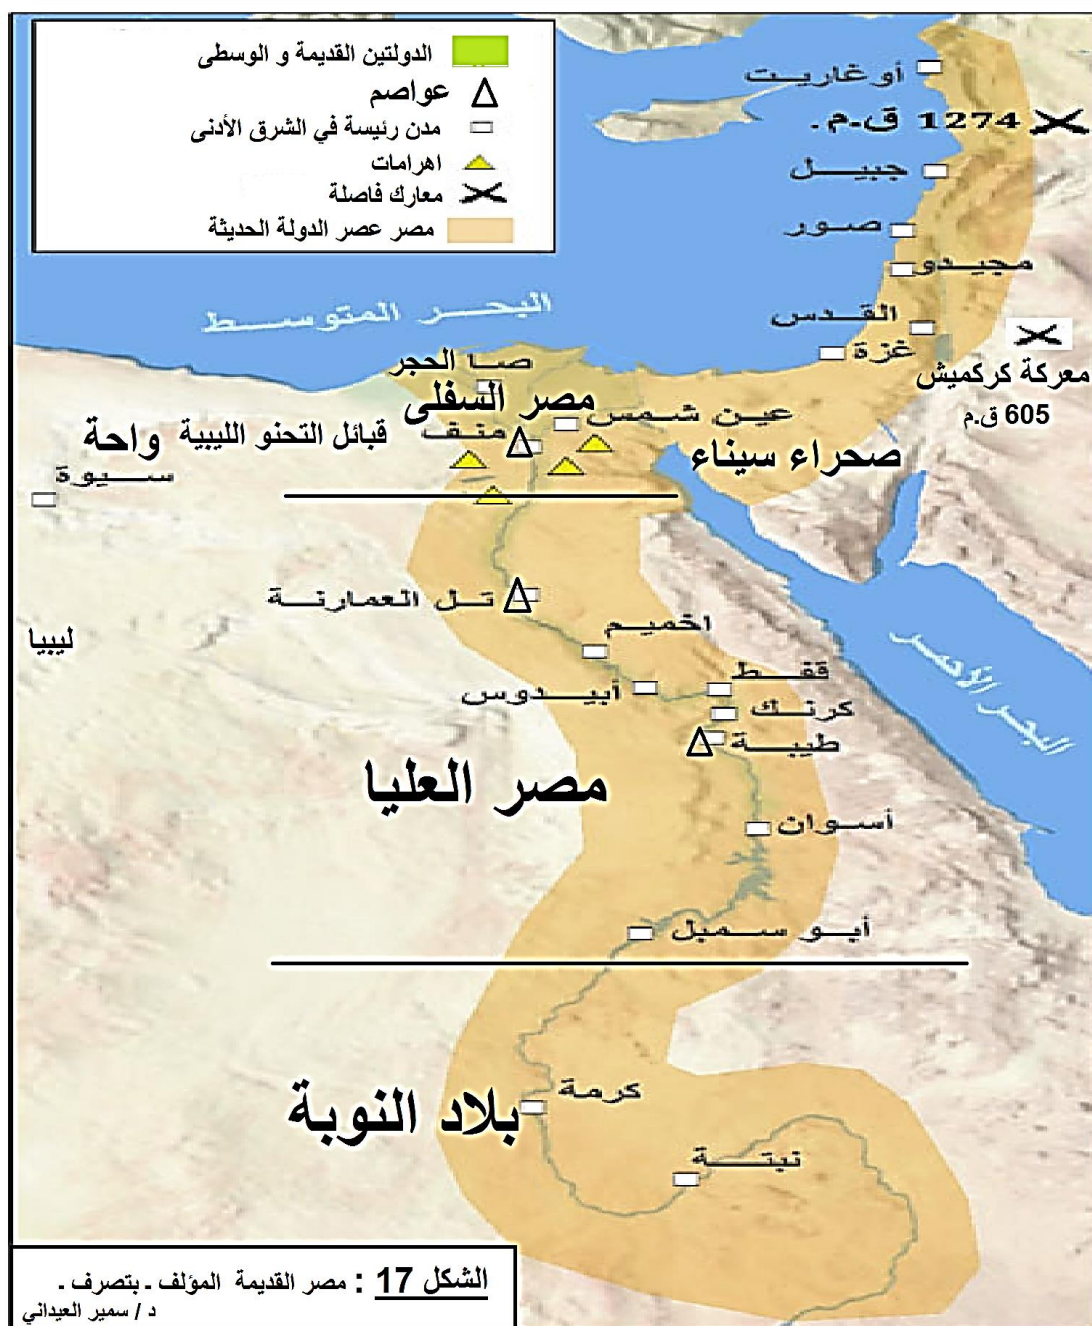 الدولتين القديمة و الوسطى
عواصم
مدن رئيسة في الشرق الأدنى
اهرامات
معارك فاصلة
مصر عصر الدولة الحديثة
أوغاريت
1274 ق.م.
جبيل
صور
مجيدو
القدس
غزة
معركة كركميش
605 ق.م
البحر المتوسط
صا الحجر
مصر السفلى
عين شمس
منف
قبائل التحنو الليبية
واحة
سيوة
صحراء سيناء
تل العمارنة
ليبيا
اخميم
البحر الأحمر
قفط
أبيدوس
كرنك
طيبة
مصر العليا
أسوان
أبو سمبل
كرمة
بلاد النوبة
نبتة
الشكل 17 : مصر القديمة المؤلف ـ بتصرف ـ
د / سمير العيداني